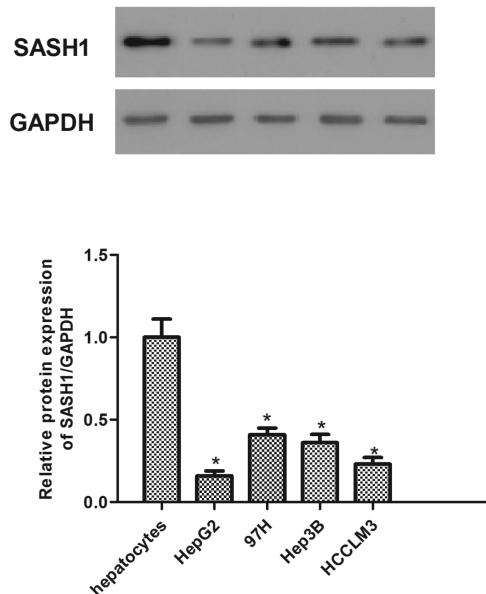 SASH1
GAPDH
Relative protein expression
of SASH1/GAPDH
1.5
1.0
0.5
0.0
*
*
*
*
hepatocytes
HepG2
97H
Hep3B
HCCLM3